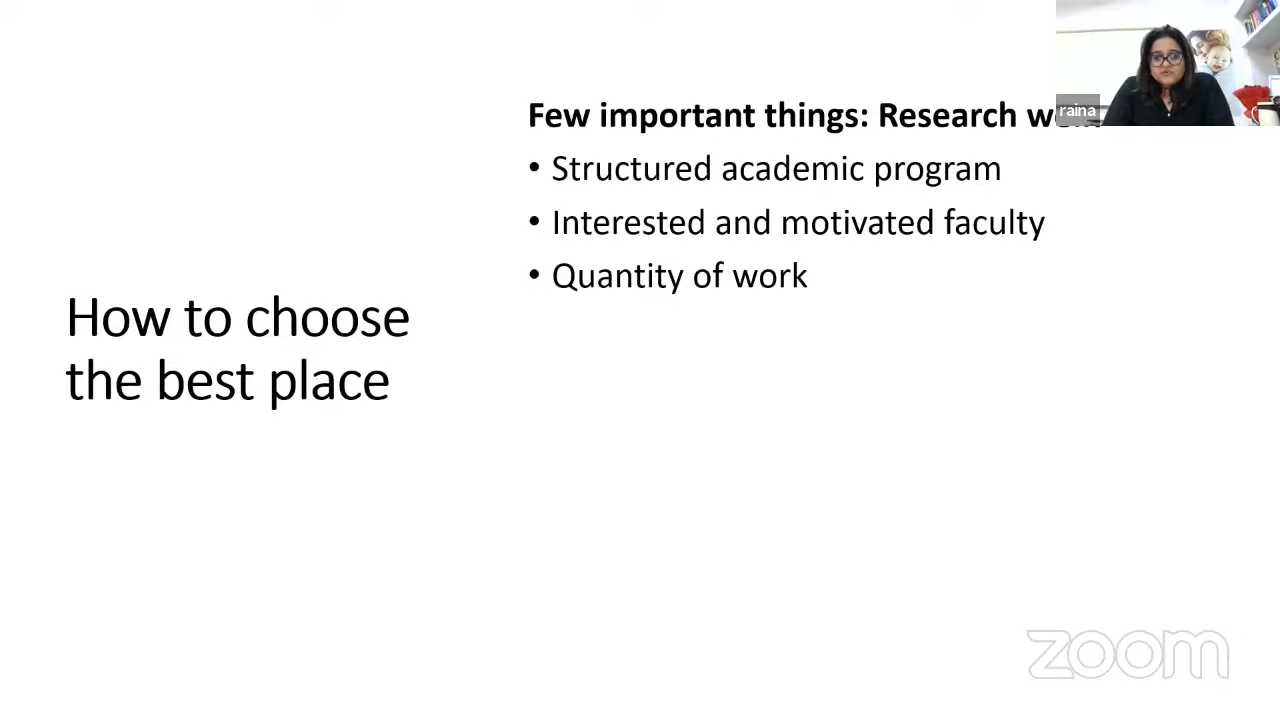 Few important things: Research
• Structured academic program
• Interested and motivated faculty
• Quantity of work
How to choose
the best place
raina
zoom